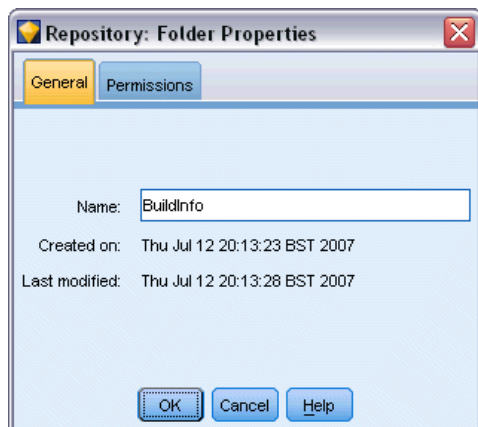 Repository: Folder Properties
General Permissions
Name: BuildInfo
Created on: Thu Jul 12 20:13:23 BST 2007
Last modified: Thu Jul 12 20:13:28 BST 2007
OK Cancel Help